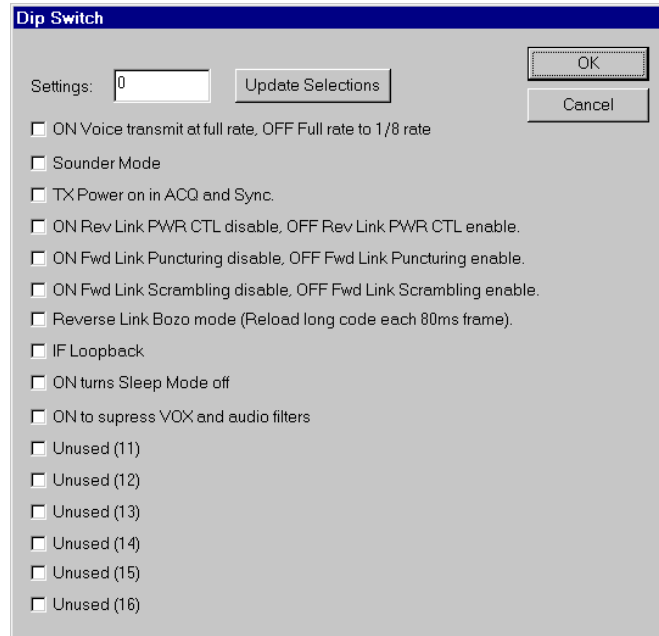 Dip Switch
Settings: 0 Update Selections OK
Cancel
ON Voice transmit at full rate, OFF Full rate to 1/8 rate
Sounder Mode
TX Power on in ACQ and Sync.
ON Rev Link PWR CTL disable, OFF Rev Link PWR CTL enable.
ON Fwd Link Puncturing disable, OFF Fwd Link Puncturing enable.
ON Fwd Link Scrambling disable, OFF Fwd Link Scrambling enable.
Reverse Link Bozo mode (Reload long code each 80ms frame).
IF Loopback
ON turns Sleep Mode off
ON to supress VOX and audio filters
Unused (11)
Unused (12)
Unused (13)
Unused (14)
Unused (15)
Unused (16)